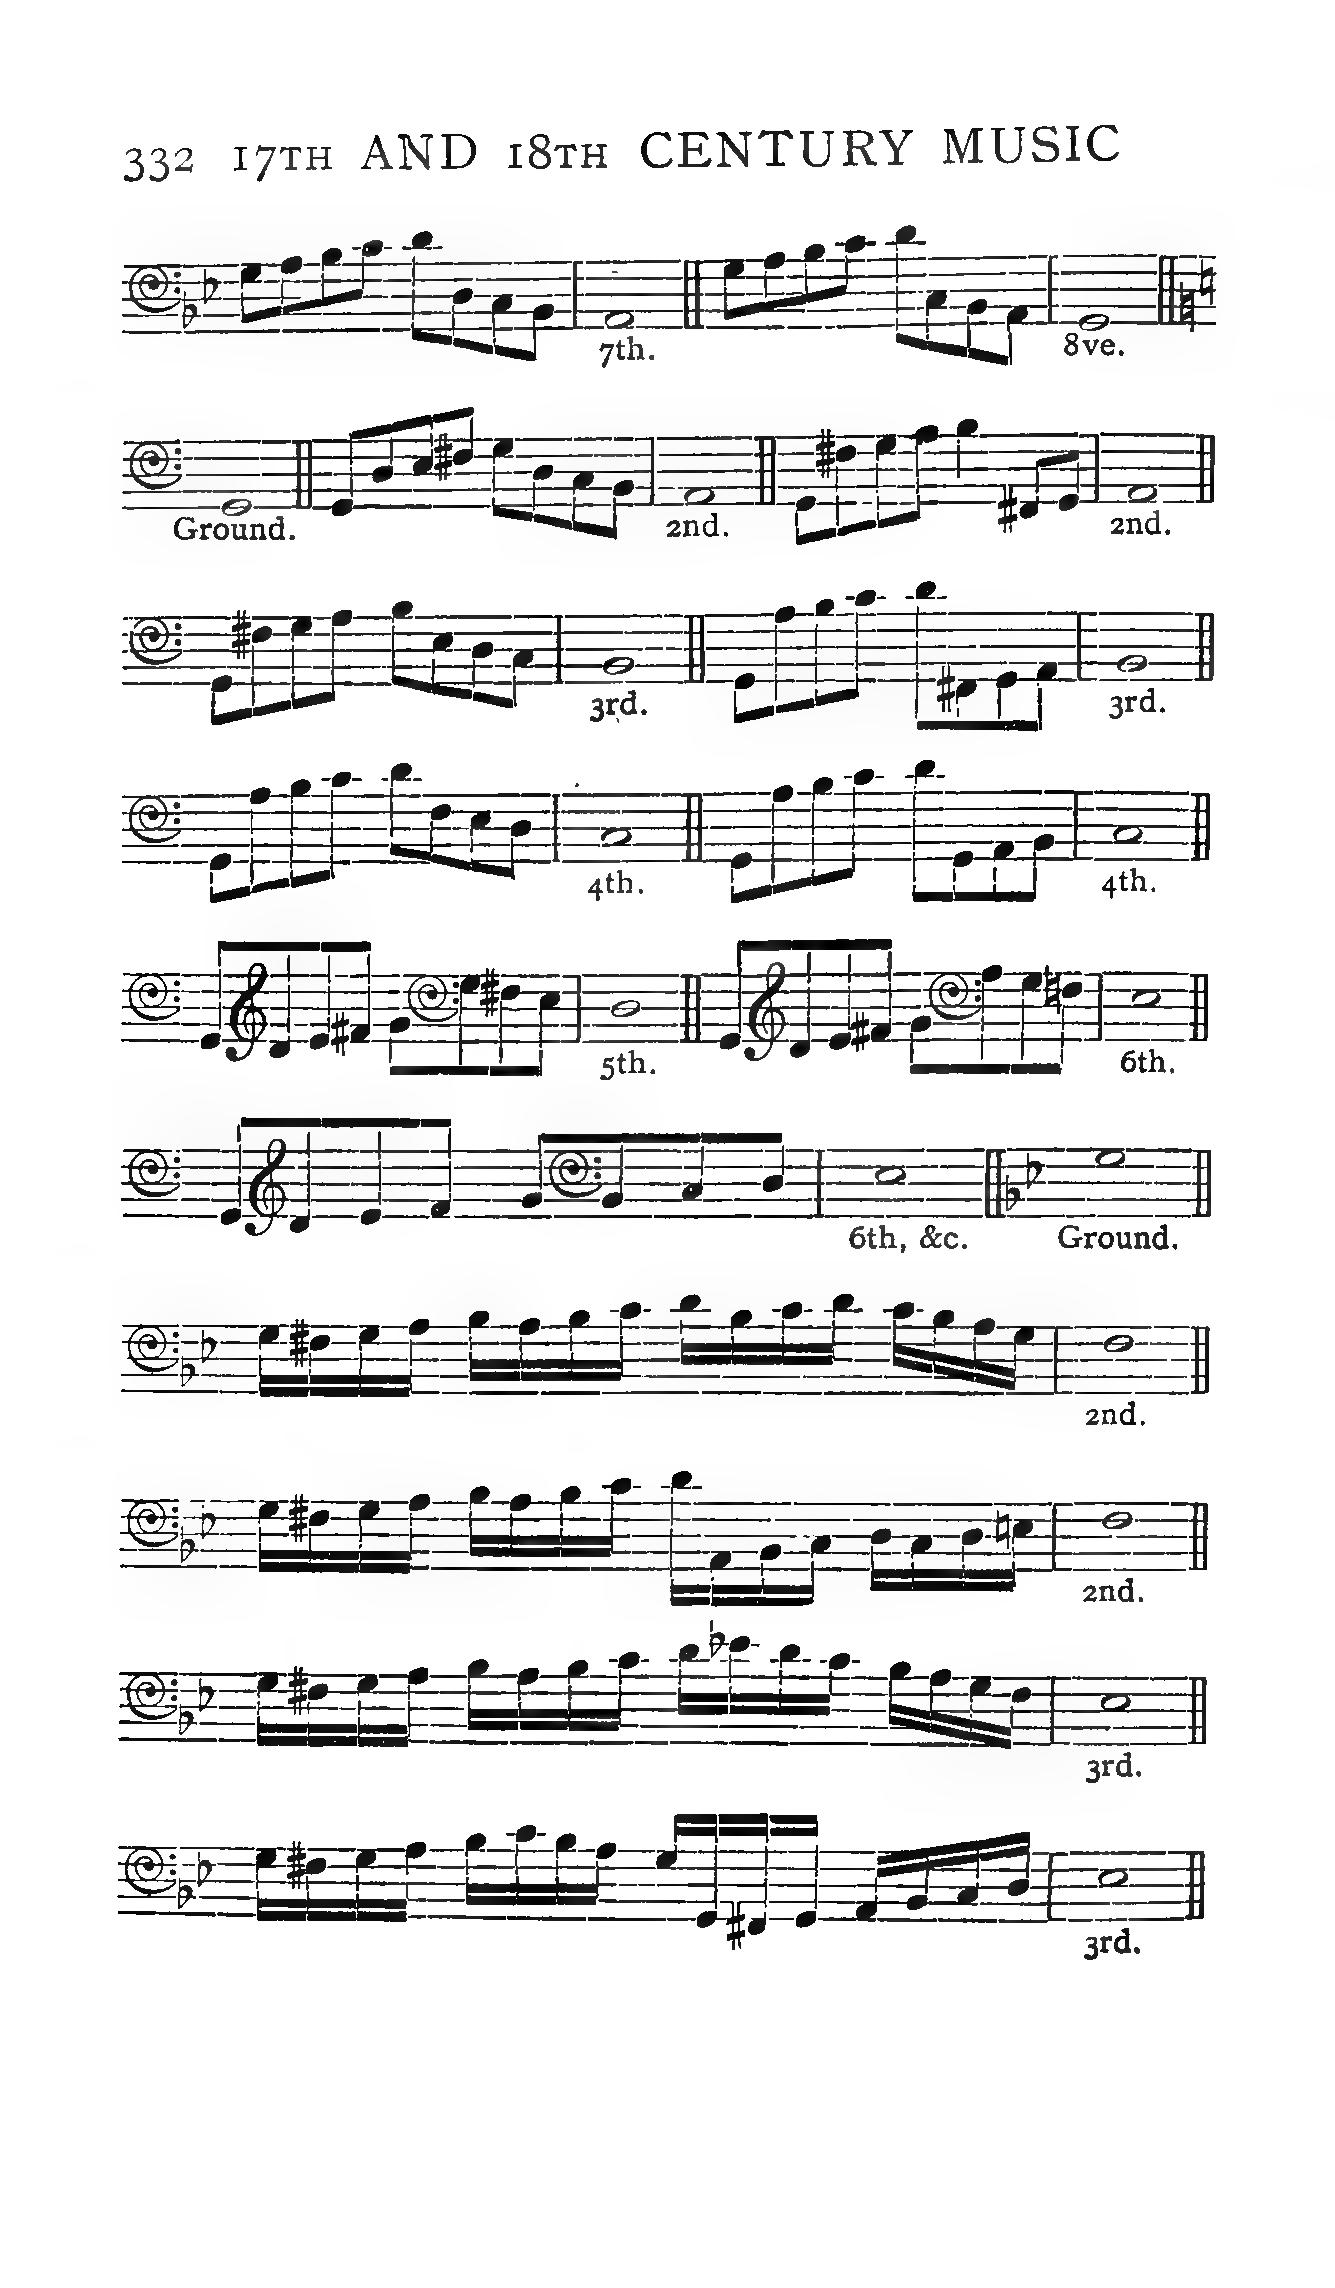 332 17TH AND 18TH CENTURY MUSIC
7th. 8ve.
Ground. 2nd. 2nd.
3rd. 3rd.
4th. 4th.
5th. 6th.
6th, &c. Ground.
2nd.
2nd.
3rd.
3rd.